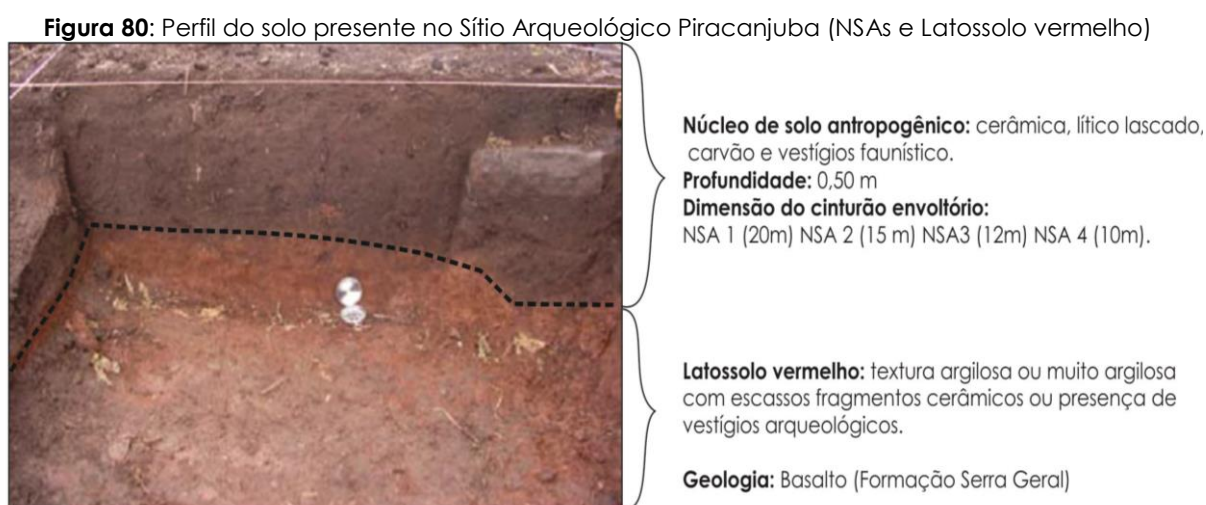 Figura 80: Perfil do solo presente no Sítio Arqueológico Piracanjuba (NSAs e Latossolo vermelho)
Núcleo de solo antropogênico: cerâmica, lítico lascado,
carvão e vestígios faunístico.
Profundidade: 0,50 m
Dimensão do cinturão envoltório:
NSA 1 (20m) NSA 2 (15 m) NSA3 (12m) NSA 4 (10m).
Latossolo vermelho: textura argilosa ou muito argilosa
com escassos fragmentos cerâmicos ou presença de
vestígios arqueológicos.
Geologia: Basalto (Formação Serra Geral)